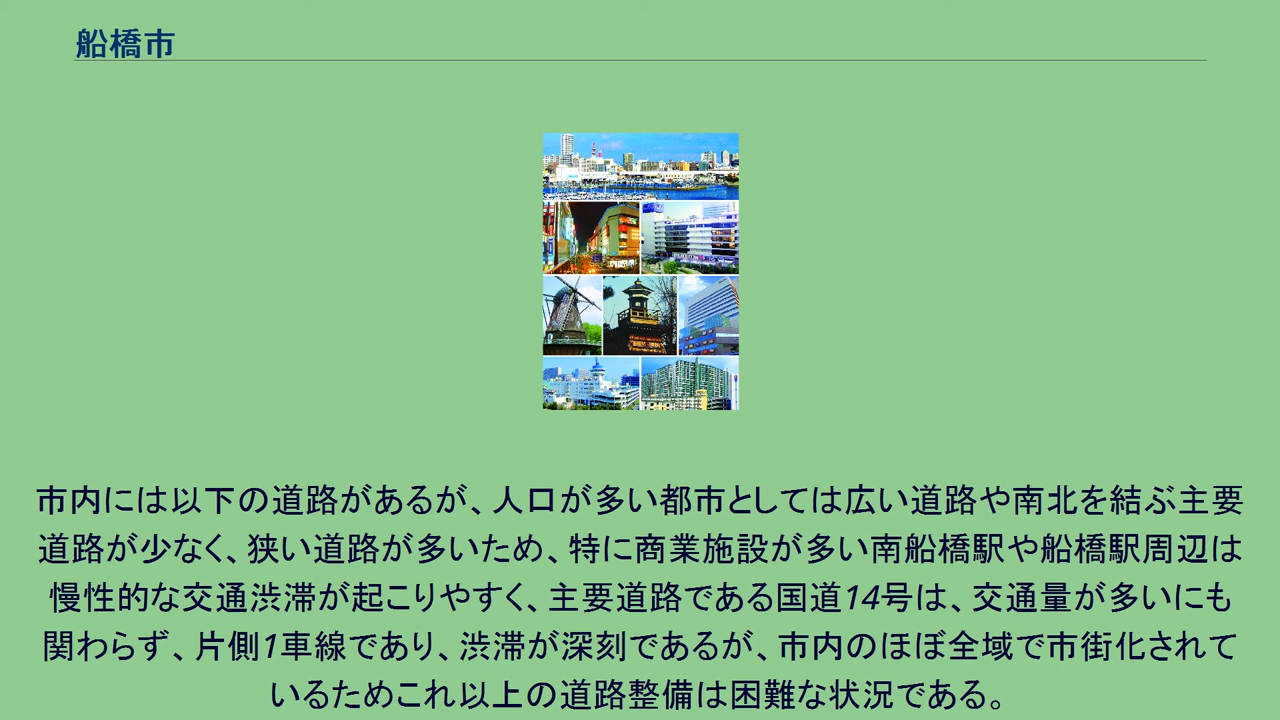 船橋市
市内には以下の道路があるが、人口が多い都市としては広い道路や南北を結ぶ主要
道路が少なく、狭い道路が多いため、特に商業施設が多い南船橋駅や船橋駅周辺は
慢性的な交通渋滞が起こりやすく、主要道路である国道14号は、交通量が多いにも
関わらず、片側1車線であり、渋滞が深刻であるが、市内のほぼ全域で市街化されて
いるためこれ以上の道路整備は困難な状況である。